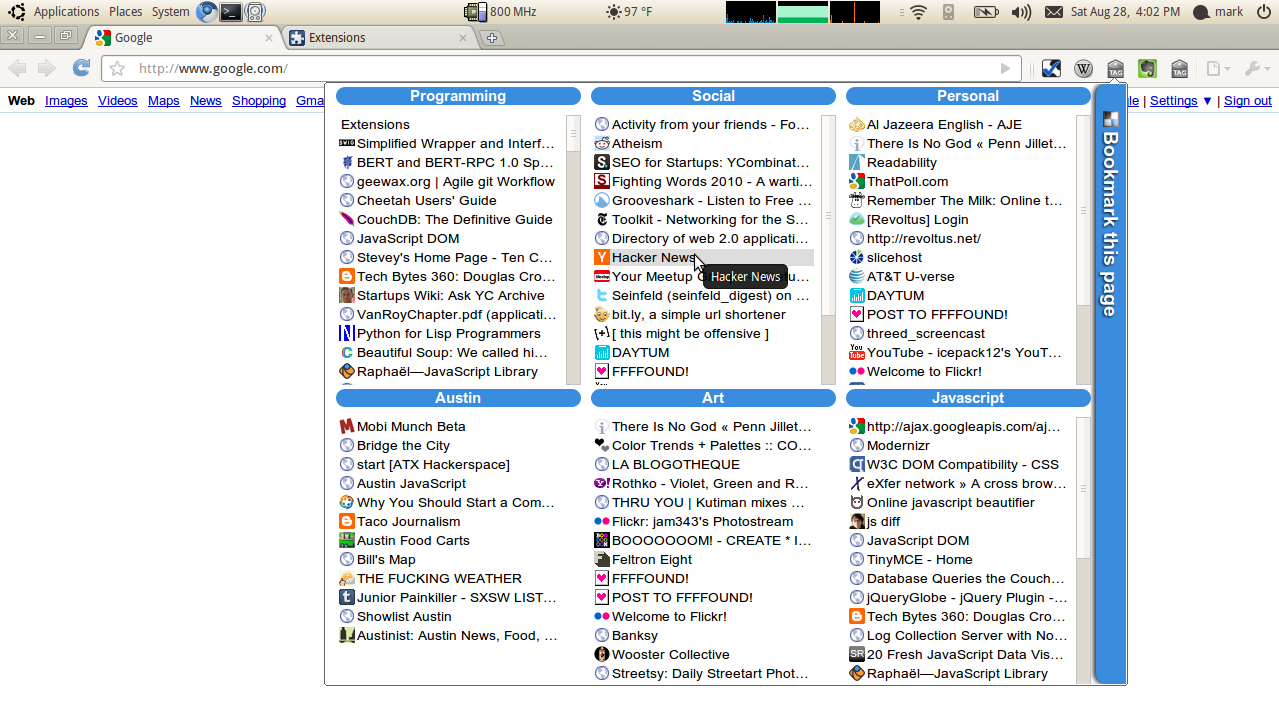 Applications Places System 800 MHz 97 °F Sat Aug 28, 4:02 PM mark
Google Extensions
http://www.google.com/
Web Images Videos Maps News Shopping Gma
le | Settings ▼ | Sign out
Bookmark this page
Programming
Extensions
Simplified Wrapper and Interf…
BERT and BERT-RPC 1.0 Sp…
geewax.org | Agile git Workflow
Cheetah Users' Guide
CouchDB: The Definitive Guide
JavaScript DOM
Stevey's Home Page - Ten C…
Tech Bytes 360: Douglas Cro…
Startups Wiki: Ask YC Archive
VanRoyChapter.pdf (applicati…
Python for Lisp Programmers
Beautiful Soup: We called hi…
Raphaël—JavaScript Library
Social
Activity from your friends - Fo…
Atheism
SEO for Startups: YCombinat…
Fighting Words 2010 - A warti…
Grooveshark - Listen to Free …
Toolkit - Networking for the S…
Directory of web 2.0 applicati…
Hacker News
Hacker News
Your Meetup G
Seinfeld (seinfeld_digest) on …
bit.ly, a simple url shortener
[ this might be offensive ]
DAYTUM
FFFFOUND!
Personal
Al Jazeera English - AJE
There Is No God « Penn Jillet…
Readability
ThatPoll.com
Remember The Milk: Online t…
[Revoltus] Login
http://revoltus.net/
slicehost
AT&T U-verse
DAYTUM
POST TO FFFFOUND!
threed_screencast
YouTube - icepack12's YouT…
Welcome to Flickr!
Austin
Mobi Munch Beta
Bridge the City
start [ATX Hackerspace]
Austin JavaScript
Why You Should Start a Com…
Taco Journalism
Austin Food Carts
Bill's Map
THE FUCKING WEATHER
Junior Painkiller - SXSW LIST…
Showlist Austin
Austinist: Austin News, Food, …
Art
There Is No God « Penn Jillet…
Color Trends + Palettes :: CO…
LA BLOGOTHEQUE
Rothko - Violet, Green and R…
THRU YOU | Kutiman mixes …
Flickr: jam343's Photostream
BOOOOOOOM! - CREATE * I…
Feltron Eight
FFFFOUND!
POST TO FFFFOUND!
Welcome to Flickr!
Banksy
Wooster Collective
Streetsy: Daily Streetart Phot…
Javascript
http://ajax.googleapis.com/aj…
Modernizr
W3C DOM Compatibility - CSS
eXfer network » A cross brow…
Online javascript beautifier
js diff
JavaScript DOM
TinyMCE - Home
Database Queries the Couch…
jQueryGlobe - jQuery Plugin -…
Tech Bytes 360: Douglas Cro…
Log Collection Server with No…
20 Fresh JavaScript Data Vis…
Raphaël—JavaScript Library